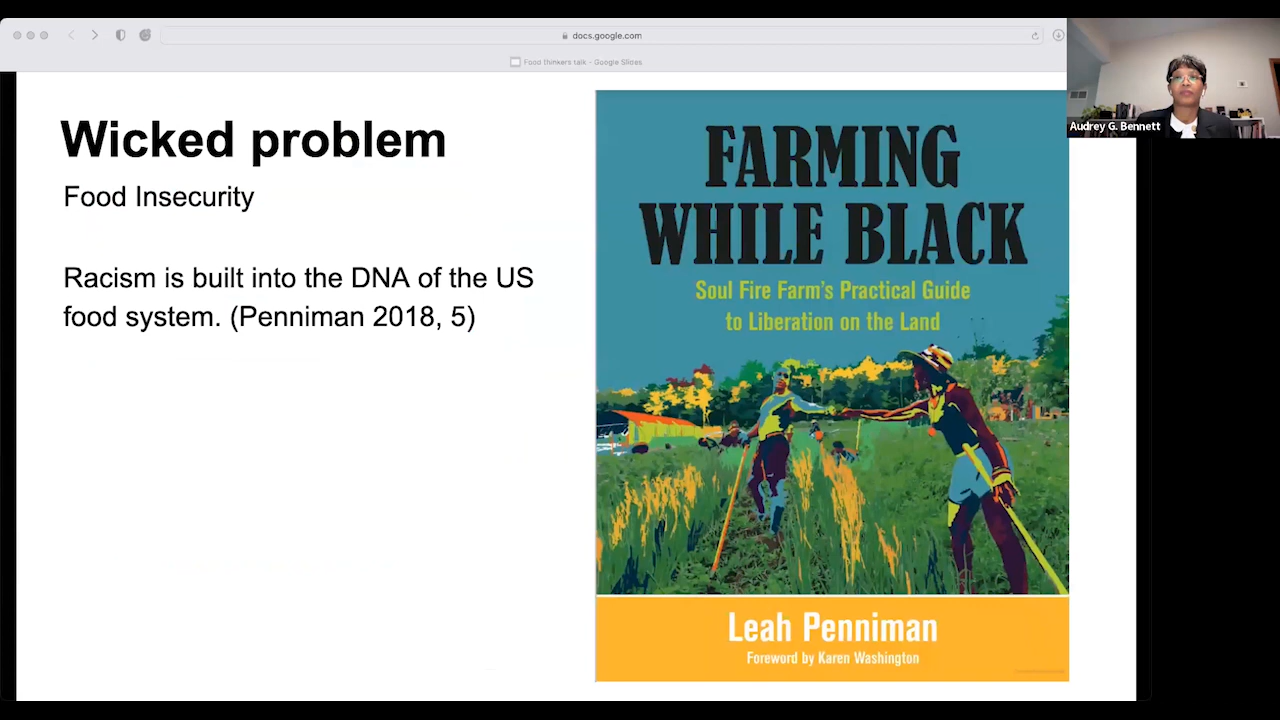 docs.google.com
Food thinkers talk - Google Slides
Audrey G. Bennett
Wicked problem
Food Insecurity
Racism is built into the DNA of the US
food system. (Penniman 2018, 5)
FARMING
WHILE BLACK
Soul Fire Farm's Practical Guide
to Liberation on the Land
Leah Penniman
Foreword by Karen Washington